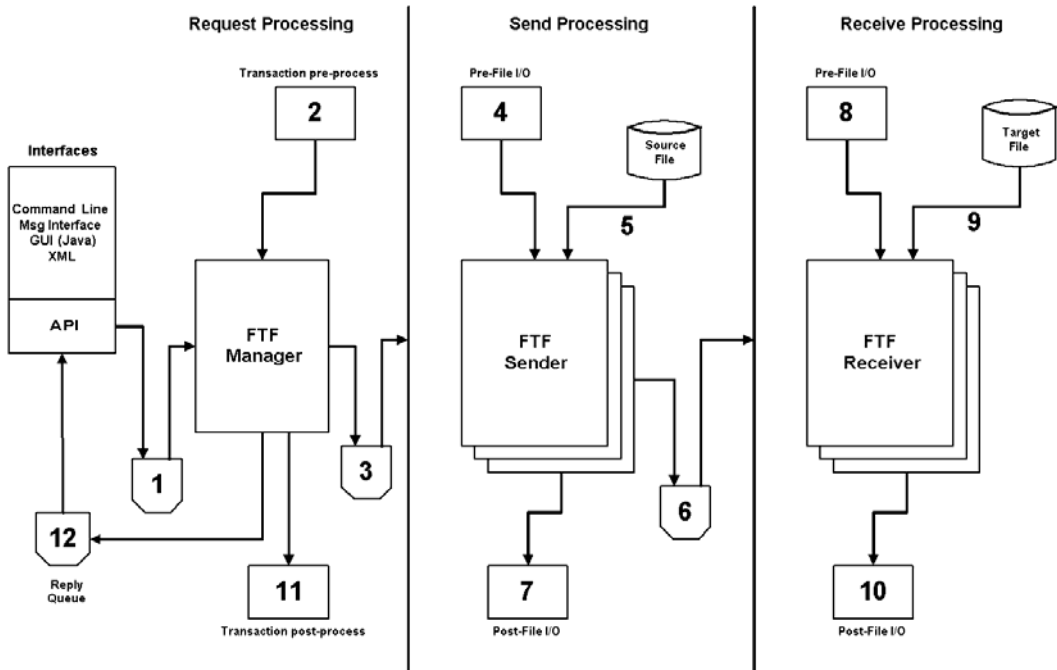 Request Processing
Send Processing
Receive Processing
Transaction pre-process
2
Pre-File I/O
4
Source
File
Pre-File I/O
8
Target
File
Interfaces
Command Line
Msg Interface
GUI (Java)
XML
API
FTF
Manager
5
FTF
Sender
9
FTF
Receiver
1
3
6
12
Reply
Queue
11
Transaction post-process
7
Post-File I/O
10
Post-File I/O